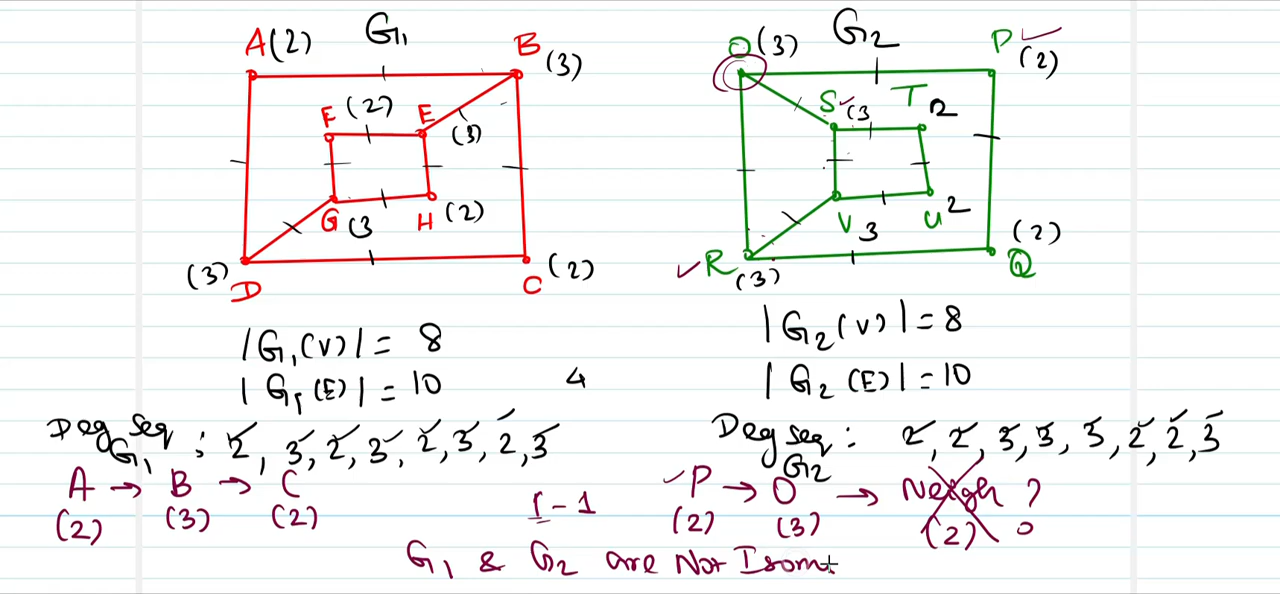 G₁
A(2)
B
(3)
F (2)
E
(3)
G (3
H (2)
(3)
D
(2)
C
G₂
O(3)
P
(2)
S (3
T 2
V 3
U 2
R
(3)
(2)
Q
|G₁(V)| = 8
|G₁(E)| = 10
4
|G₂(V)| = 8
|G₂(E)| = 10
Deg Seq G₁ : 2, 3, 2, 3, 2, 3, 2, 3
Deg seq G₂ : 2, 2, 3, 3, 3, 2, 2, 3
A → B → C
(2) (3) (2)
1-1
P → O → Neigh ?
(2) (3) (2)
G₁ & G₂ are Not Isom